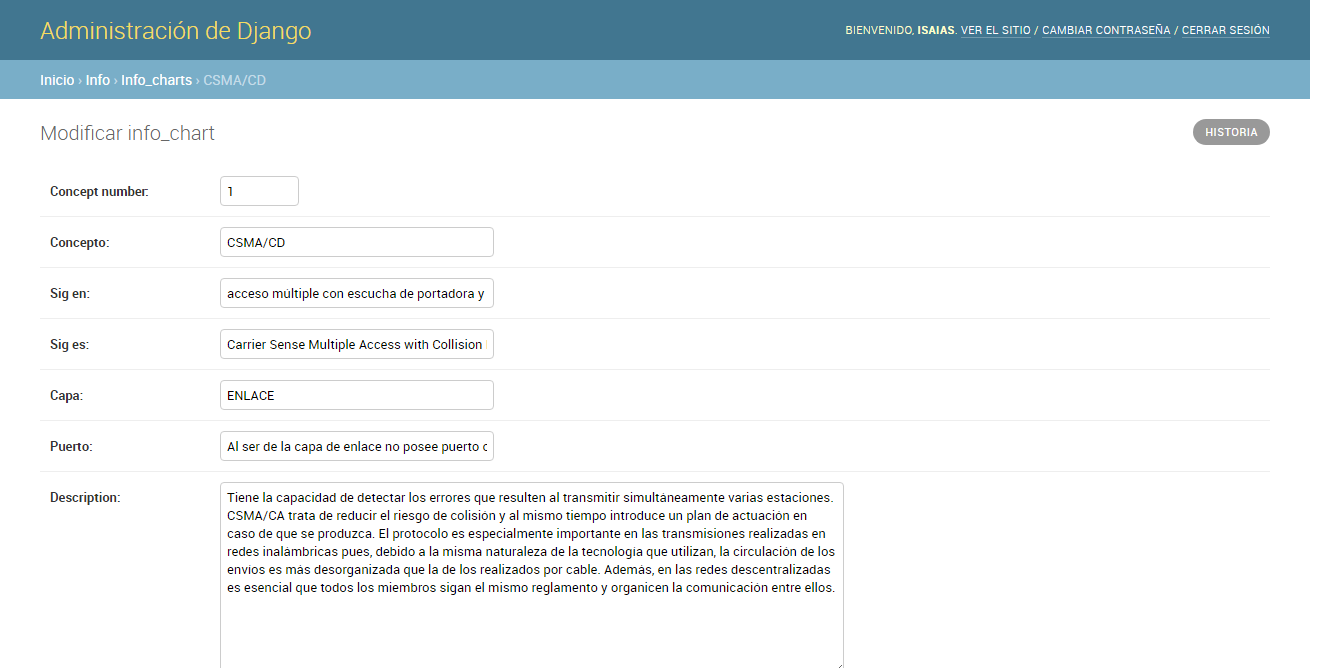 Administración de Django
BIENVENIDO, ISAIAS. VER EL SITIO / CAMBIAR CONTRASEÑA / CERRAR SESIÓN
Inicio › Info › Info_charts › CSMA/CD
Modificar info_chart
HISTORIA
Concept number: 1
Concepto: CSMA/CD
Sig en: acceso múltiple con escucha de portadora y
Sig es: Carrier Sense Multiple Access with Collision
Capa: ENLACE
Puerto: Al ser de la capa de enlace no posee puerto
Description:
Tiene la capacidad de detectar los errores que resulten al transmitir simultáneamente varias estaciones.
CSMA/CA trata de reducir el riesgo de colisión y al mismo tiempo introduce un plan de actuación en
caso de que se produzca. El protocolo es especialmente importante en las transmisiones realizadas en
redes inalámbricas pues, debido a la misma naturaleza de la tecnología que utilizan, la circulación de los
envíos es más desorganizada que la de los realizados por cable. Además, en las redes descentralizadas
es esencial que todos los miembros sigan el mismo reglamento y organicen la comunicación entre ellos.